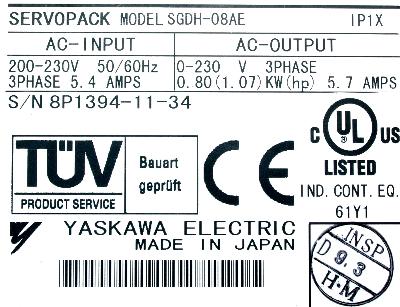 SERVOPACK MODEL SGDH-08AE IP1X
AC-INPUT AC-OUTPUT
200-230V 50/60Hz 0-230 V 3PHASE
3PHASE 5.4 AMPS 0.80(1.07)KW(hp) 5.7 AMPS
S/N 8P1394-11-34
TÜV
PRODUCT SERVICE
Bauart
geprüft
CE
C UL US
LISTED
IND. CONT. EQ.
61Y1
YASKAWA ELECTRIC
MADE IN JAPAN
INSP
D 9 3
H·M